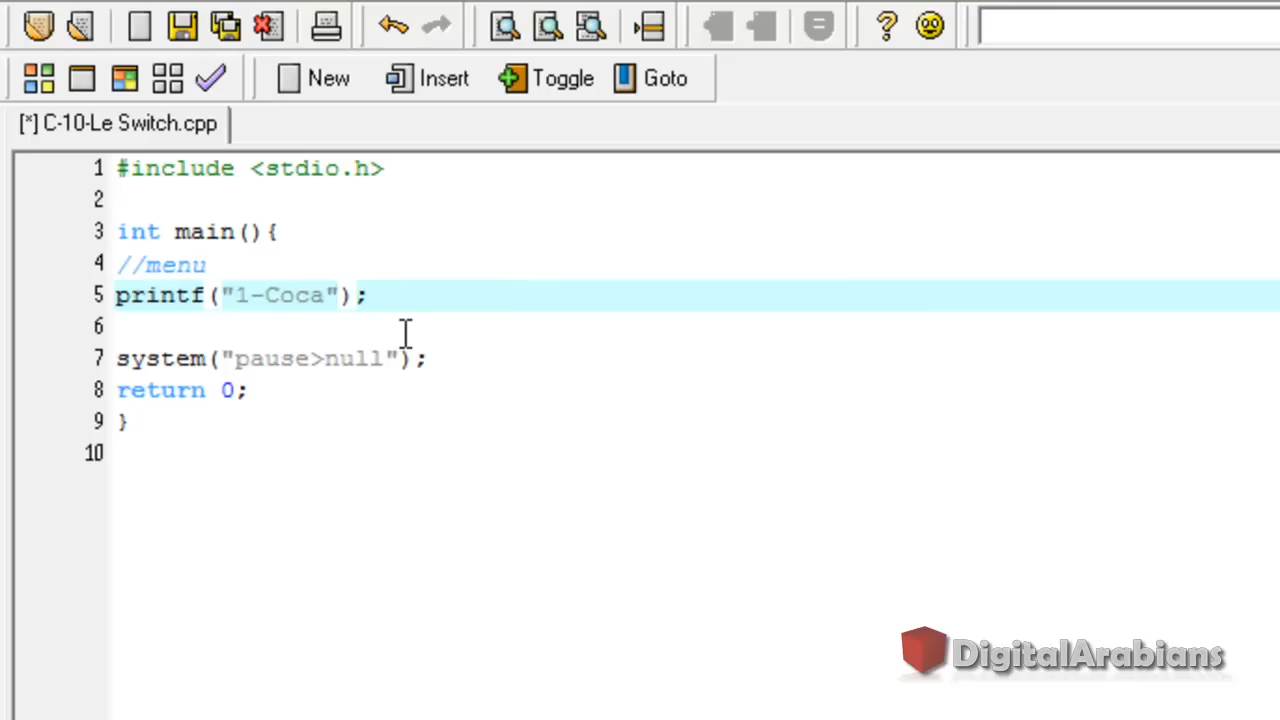 New Insert Toggle Goto
[*] C-10-Le Switch.cpp
1 #include <stdio.h>
2
3 int main(){
4 //menu
5 printf("1-Coca");
6
7 system("pause>null");
8 return 0;
9 }
10
DigitalArabians